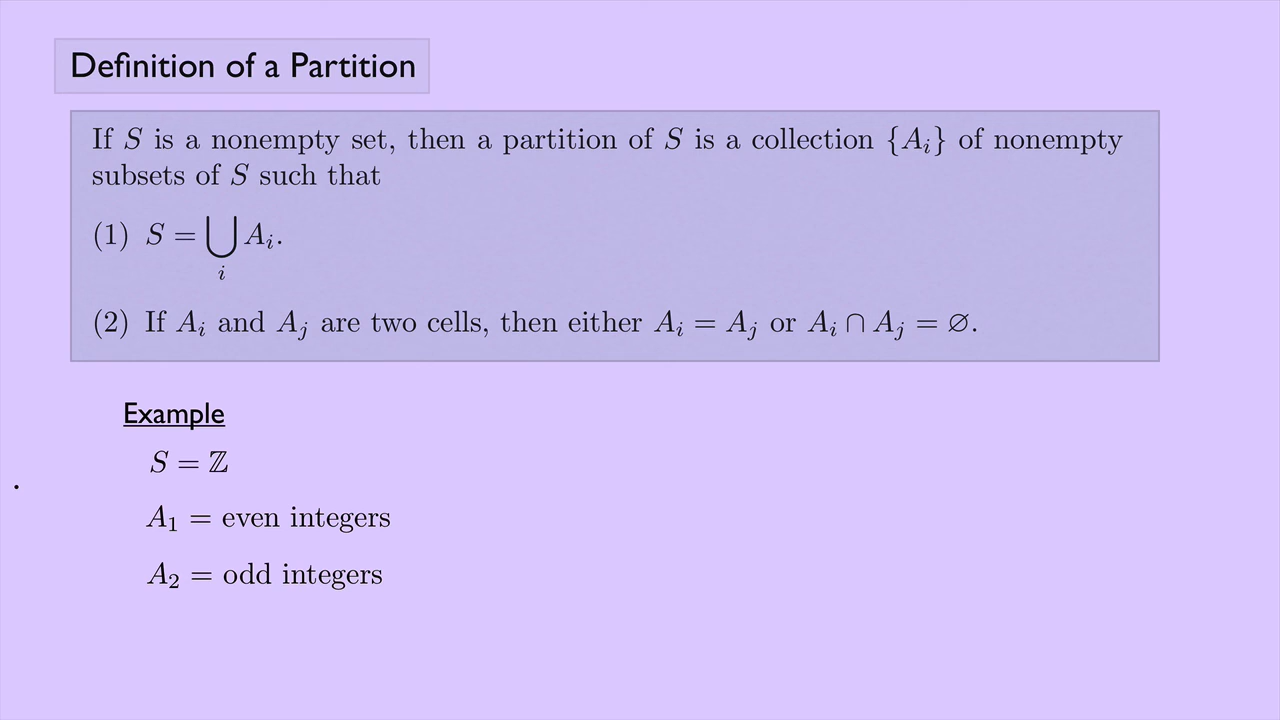 Definition of a Partition
If S is a nonempty set, then a partition of S is a collection {A_i} of nonempty
subsets of S such that
(1) S = ⋃_i A_i.
(2) If A_i and A_j are two cells, then either A_i = A_j or A_i ∩ A_j = ∅.
Example
S = ℤ
A_1 = even integers
A_2 = odd integers